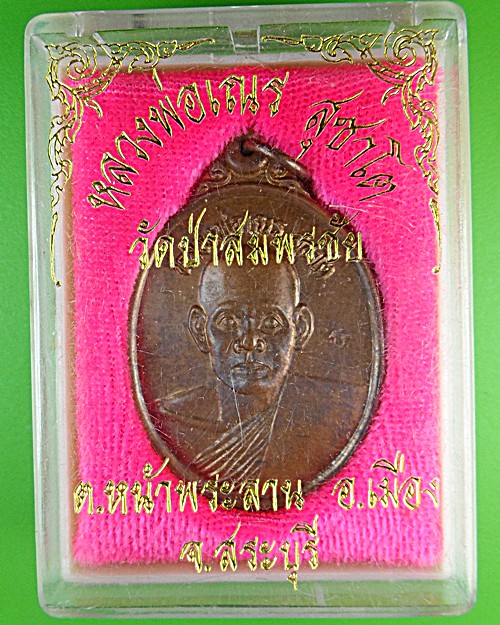 หลวงพ่อเณร สุชาโต
วัดป่าสมพรชัย
ต.หน้าพระลาน อ.เมือง
จ.สระบุรี